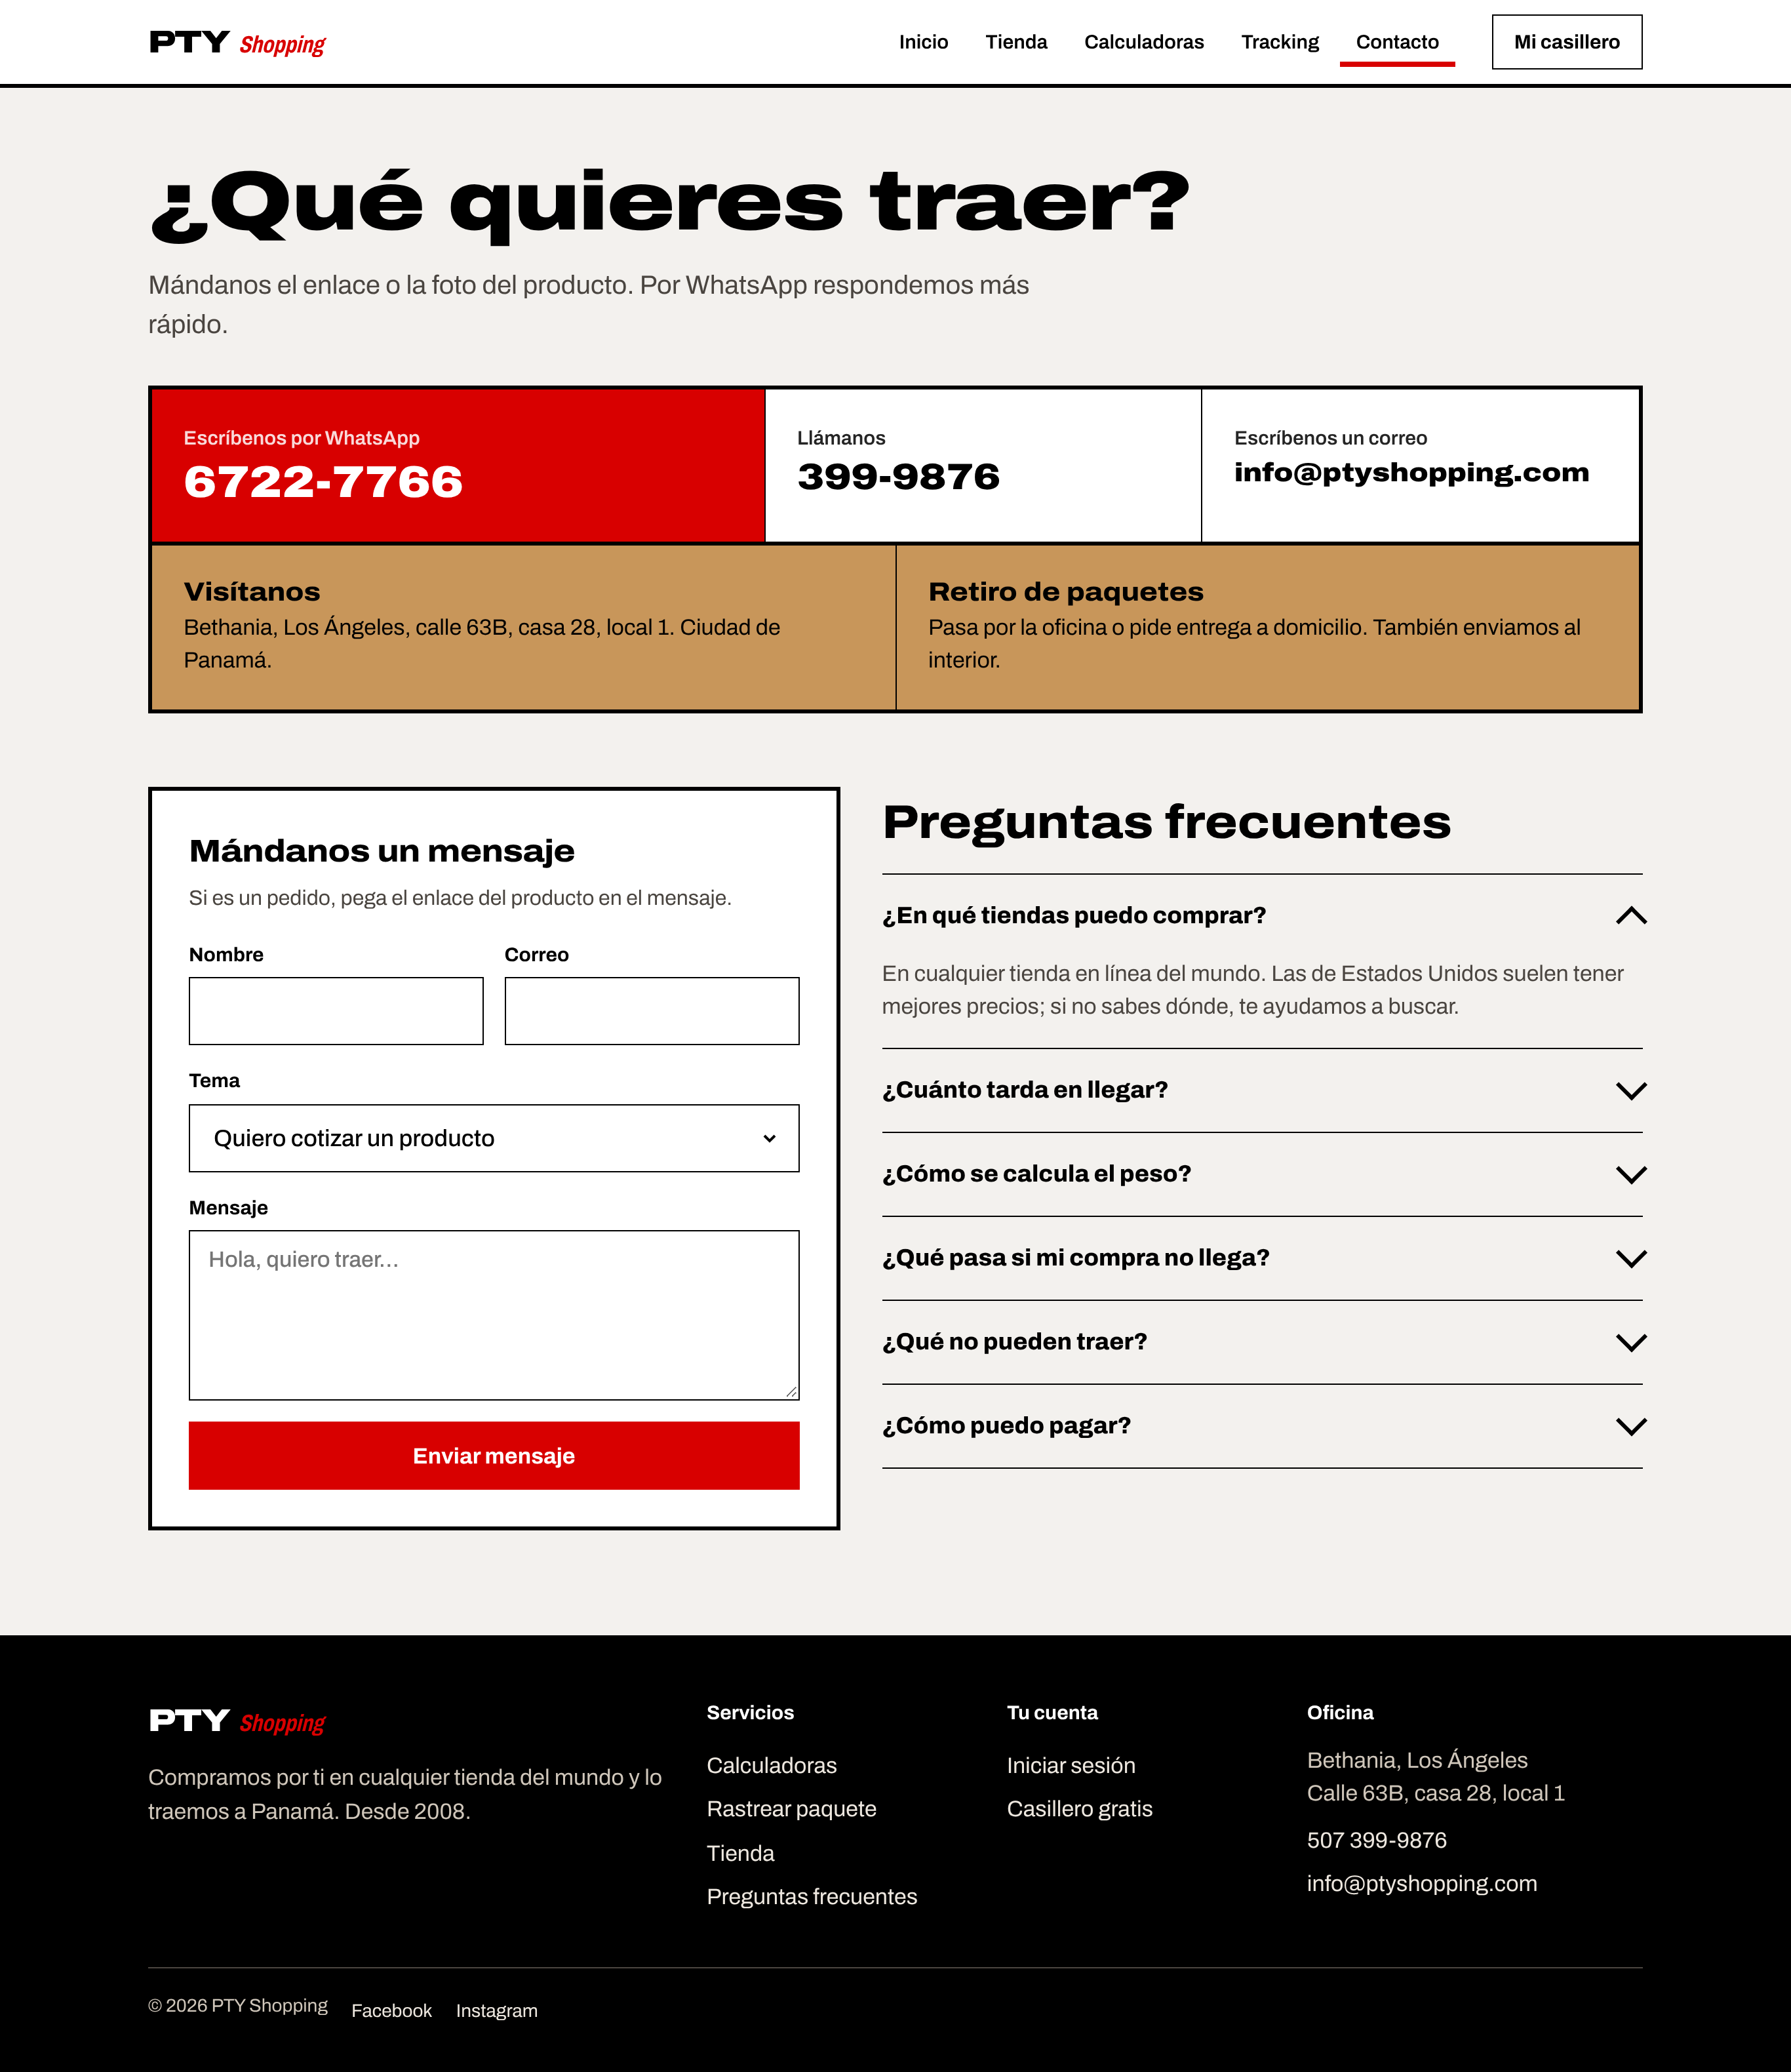 PTY Shopping
Inicio
Tienda
Calculadoras
Tracking
Contacto
Mi casillero
¿Qué quieres traer?
Mándanos el enlace o la foto del producto. Por WhatsApp respondemos más
rápido.
Escríbenos por WhatsApp
6722-7766
Llámanos
399-9876
Escríbenos un correo
info@ptyshopping.com
Visítanos
Bethania, Los Ángeles, calle 63B, casa 28, local 1. Ciudad de
Panamá.
Retiro de paquetes
Pasa por la oficina o pide entrega a domicilio. También enviamos al
interior.
Mándanos un mensaje
Si es un pedido, pega el enlace del producto en el mensaje.
Nombre
Correo
Tema
Quiero cotizar un producto
Mensaje
Hola, quiero traer...
Enviar mensaje
Preguntas frecuentes
¿En qué tiendas puedo comprar?
En cualquier tienda en línea del mundo. Las de Estados Unidos suelen tener
mejores precios; si no sabes dónde, te ayudamos a buscar.
¿Cuánto tarda en llegar?
¿Cómo se calcula el peso?
¿Qué pasa si mi compra no llega?
¿Qué no pueden traer?
¿Cómo puedo pagar?
PTY Shopping
Compramos por ti en cualquier tienda del mundo y lo
traemos a Panamá. Desde 2008.
Servicios
Calculadoras
Rastrear paquete
Tienda
Preguntas frecuentes
Tu cuenta
Iniciar sesión
Casillero gratis
Oficina
Bethania, Los Ángeles
Calle 63B, casa 28, local 1
507 399-9876
info@ptyshopping.com
© 2026 PTY Shopping
Facebook
Instagram